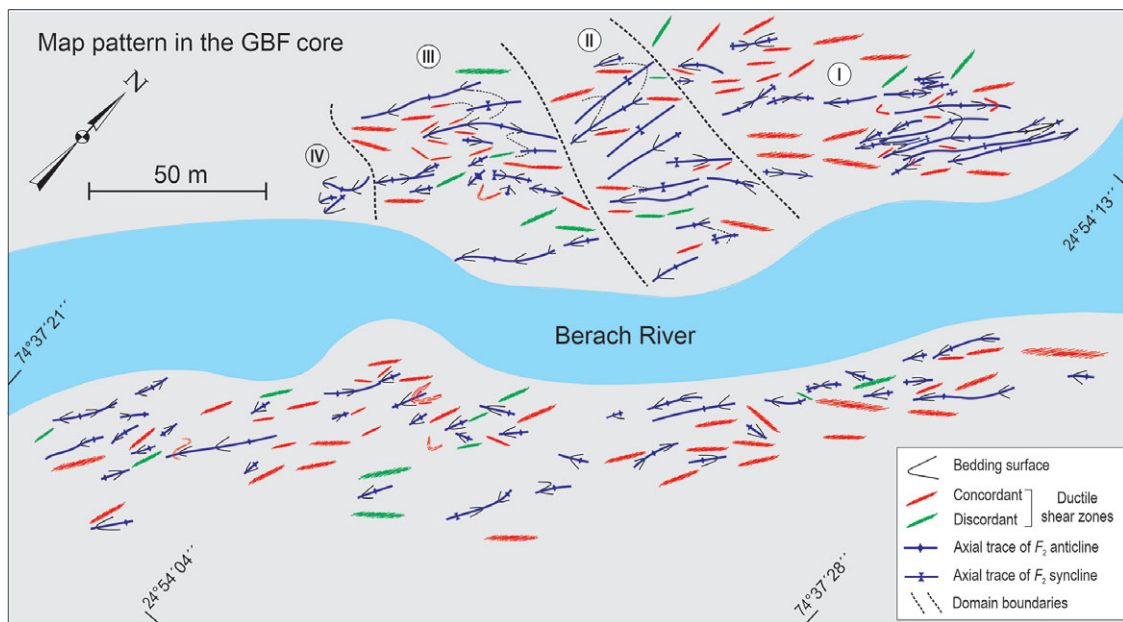 Map pattern in the GBF core
N
50 m
I
II
III
IV
24°54´13´´
74°37´21´´
Berach River
24°54´04´´
74°37´28´´
Bedding surface
Concordant
Discordant
Ductile
shear zones
Axial trace of F₂ anticline
Axial trace of F₂ syncline
Domain boundaries